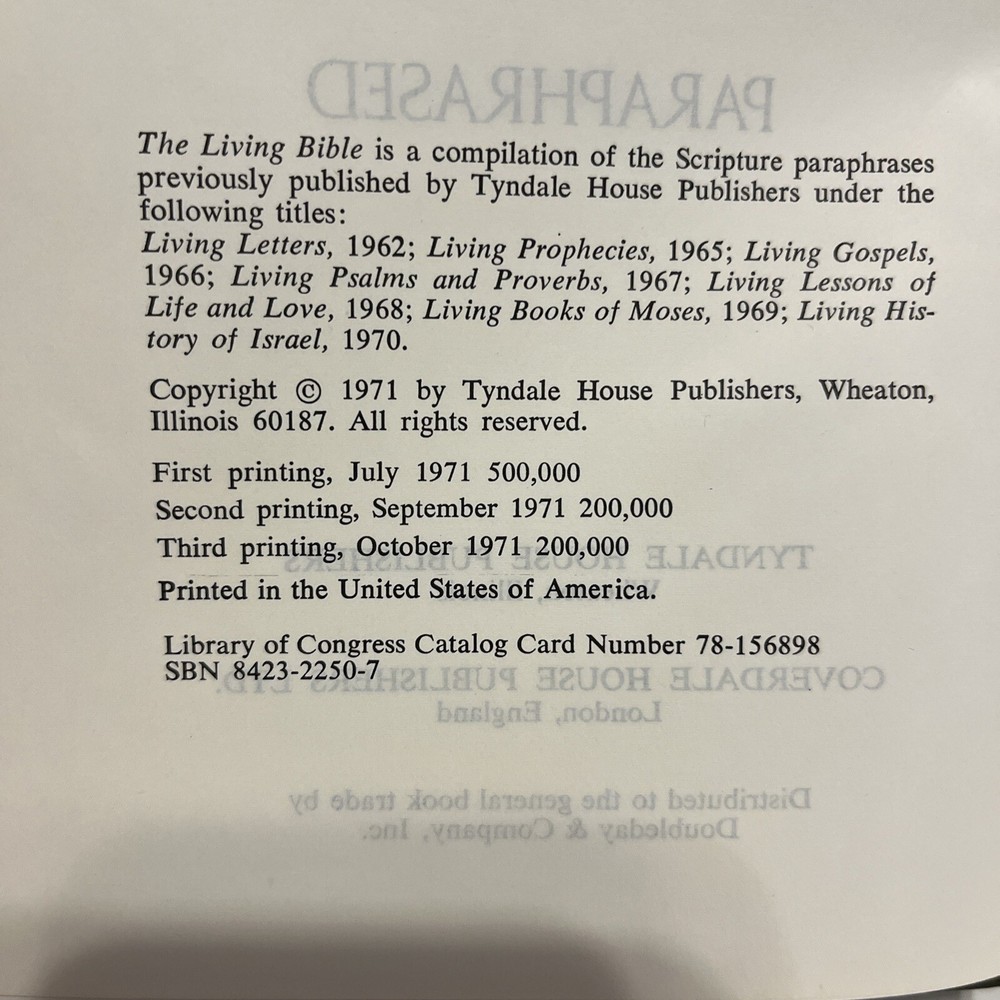 PARAPHRASED
The Living Bible is a compilation of the Scripture paraphrases
previously published by Tyndale House Publishers under the
following titles:
Living Letters, 1962; Living Prophecies, 1965; Living Gospels,
1966; Living Psalms and Proverbs, 1967; Living Lessons of
Life and Love, 1968; Living Books of Moses, 1969; Living His-
tory of Israel, 1970.
Copyright © 1971 by Tyndale House Publishers, Wheaton,
Illinois 60187. All rights reserved.
First printing, July 1971 500,000
Second printing, September 1971 200,000
Third printing, October 1971 200,000
TYNDALE HOUSE PUBLISHERS
Printed in the United States of America.
Library of Congress Catalog Card Number 78-156898
SBN 8423-2250-7
COVERDALE HOUSE PUBLISHERS LTD.
London, England
Distributed to the general book trade by
Doubleday & Company, Inc.